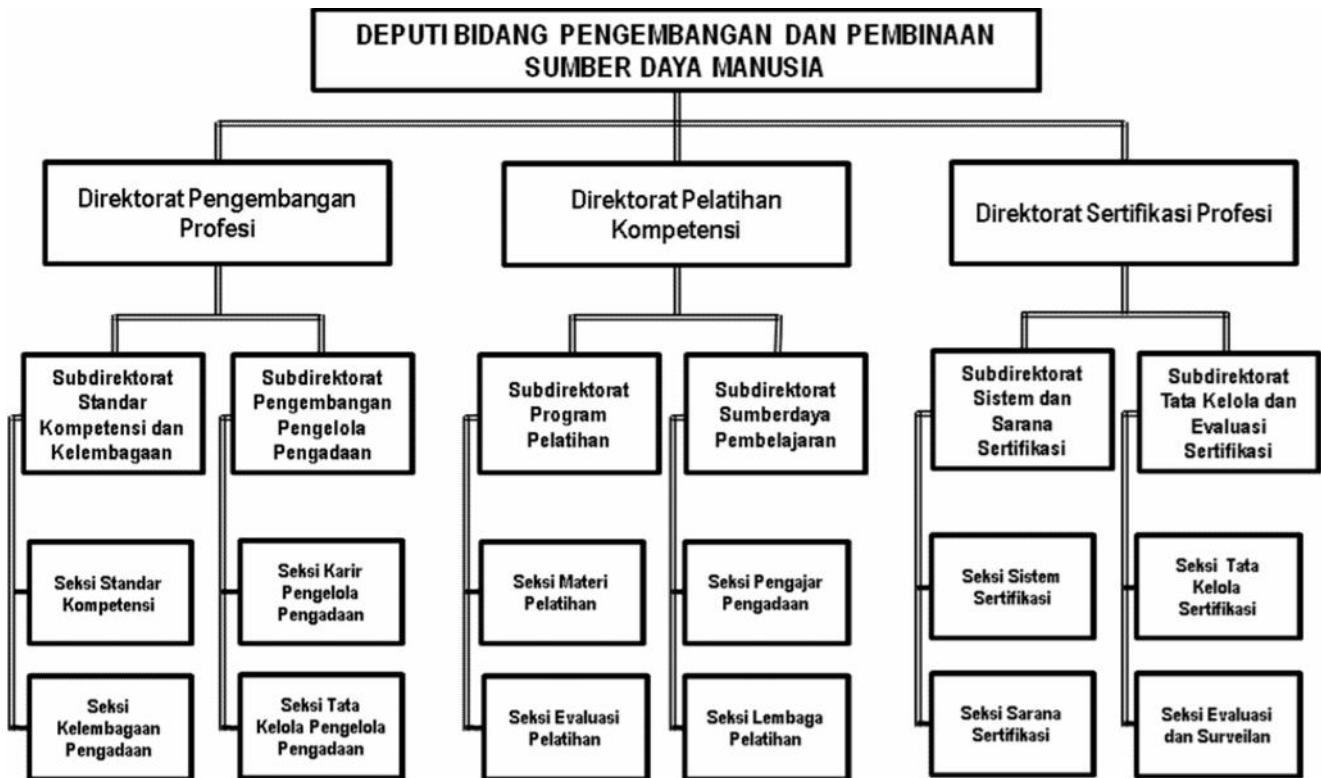 DEPUTI BIDANG PENGEMBANGAN DAN PEMBINAAN
SUMBER DAYA MANUSIA
Direktorat Pengembangan
Profesi
Direktorat Pelatihan
Kompetensi
Direktorat Sertifikasi Profesi
Subdirektorat
Standar
Kompetensi dan
Kelembagaan
Subdirektorat
Pengembangan
Pengelola
Pengadaan
Subdirektorat
Program
Pelatihan
Subdirektorat
Sumberdaya
Pembelajaran
Subdirektorat
Sistem dan
Sarana
Sertifikasi
Subdirektorat
Tata Kelola dan
Evaluasi
Sertifikasi
Seksi Standar
Kompetensi
Seksi Karir
Pengelola
Pengadaan
Seksi Materi
Pelatihan
Seksi Pengajar
Pengadaan
Seksi Sistem
Sertifikasi
Seksi Tata
Kelola
Sertifikasi
Seksi
Kelembagaan
Pengadaan
Seksi Tata
Kelola Pengelola
Pengadaan
Seksi Evaluasi
Pelatihan
Seksi Lembaga
Pelatihan
Seksi Sarana
Sertifikasi
Seksi Evaluasi
dan Surveilan